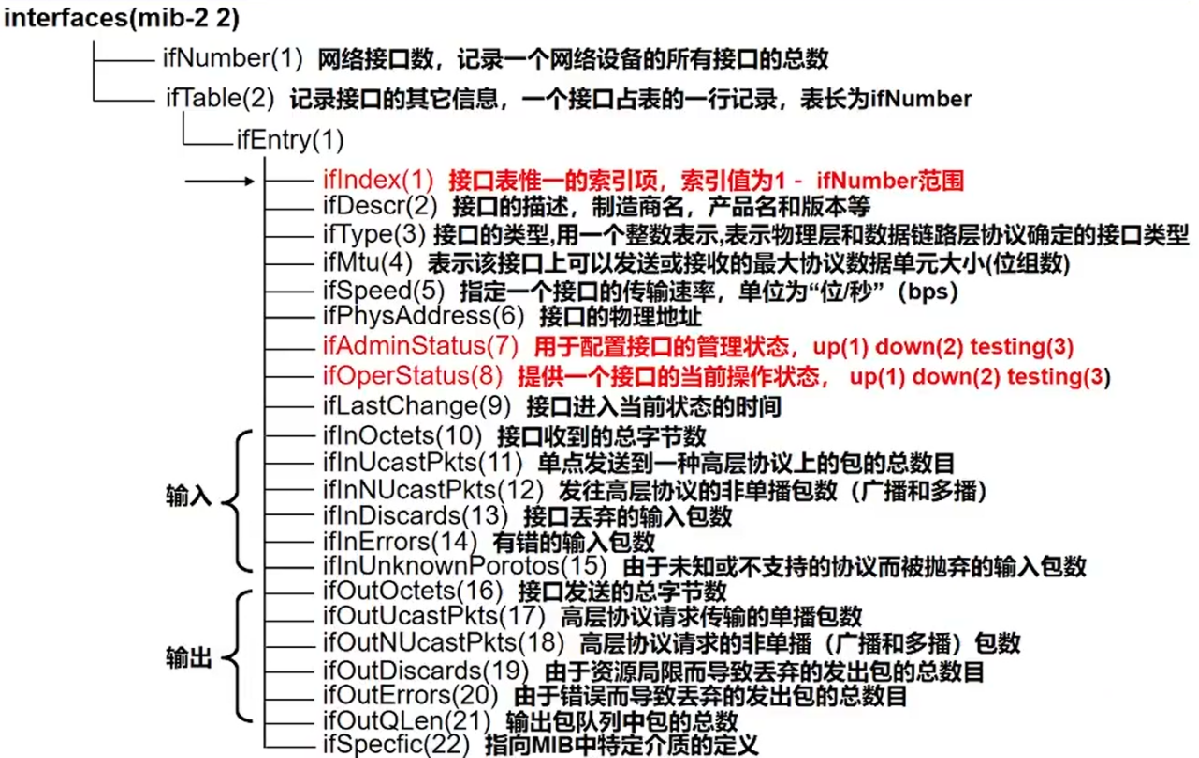 interfaces(mib-2 2)
ifNumber(1) 网络接口数，记录一个网络设备的所有接口的总数
ifTable(2) 记录接口的其它信息，一个接口占表的一行记录，表长为ifNumber
ifEntry(1)
ifIndex(1) 接口表惟一的索引项，索引值为1 - ifNumber范围
ifDescr(2) 接口的描述，制造商名，产品名和版本等
ifType(3) 接口的类型,用一个整数表示,表示物理层和数据链路层协议确定的接口类型
ifMtu(4) 表示该接口上可以发送或接收的最大协议数据单元大小(位组数)
ifSpeed(5) 指定一个接口的传输速率，单位为“位/秒”（bps）
ifPhysAddress(6) 接口的物理地址
ifAdminStatus(7) 用于配置接口的管理状态，up(1) down(2) testing(3)
ifOperStatus(8) 提供一个接口的当前操作状态， up(1) down(2) testing(3)
ifLastChange(9) 接口进入当前状态的时间
ifInOctets(10) 接口收到的总字节数
ifInUcastPkts(11) 单点发送到一种高层协议上的包的总数目
输入
ifInNUcastPkts(12) 发往高层协议的非单播包数（广播和多播）
ifInDiscards(13) 接口丢弃的输入包数
ifInErrors(14) 有错的输入包数
ifInUnknownPorotos(15) 由于未知或不支持的协议而被抛弃的输入包数
ifOutOctets(16) 接口发送的总字节数
ifOutUcastPkts(17) 高层协议请求传输的单播包数
ifOutNUcastPkts(18) 高层协议请求的非单播（广播和多播）包数
输出
ifOutDiscards(19) 由于资源局限而导致丢弃的发出包的总数目
ifOutErrors(20) 由于错误而导致丢弃的发出包的总数目
ifOutQLen(21) 输出包队列中包的总数
ifSpecfic(22) 指向MIB中特定介质的定义